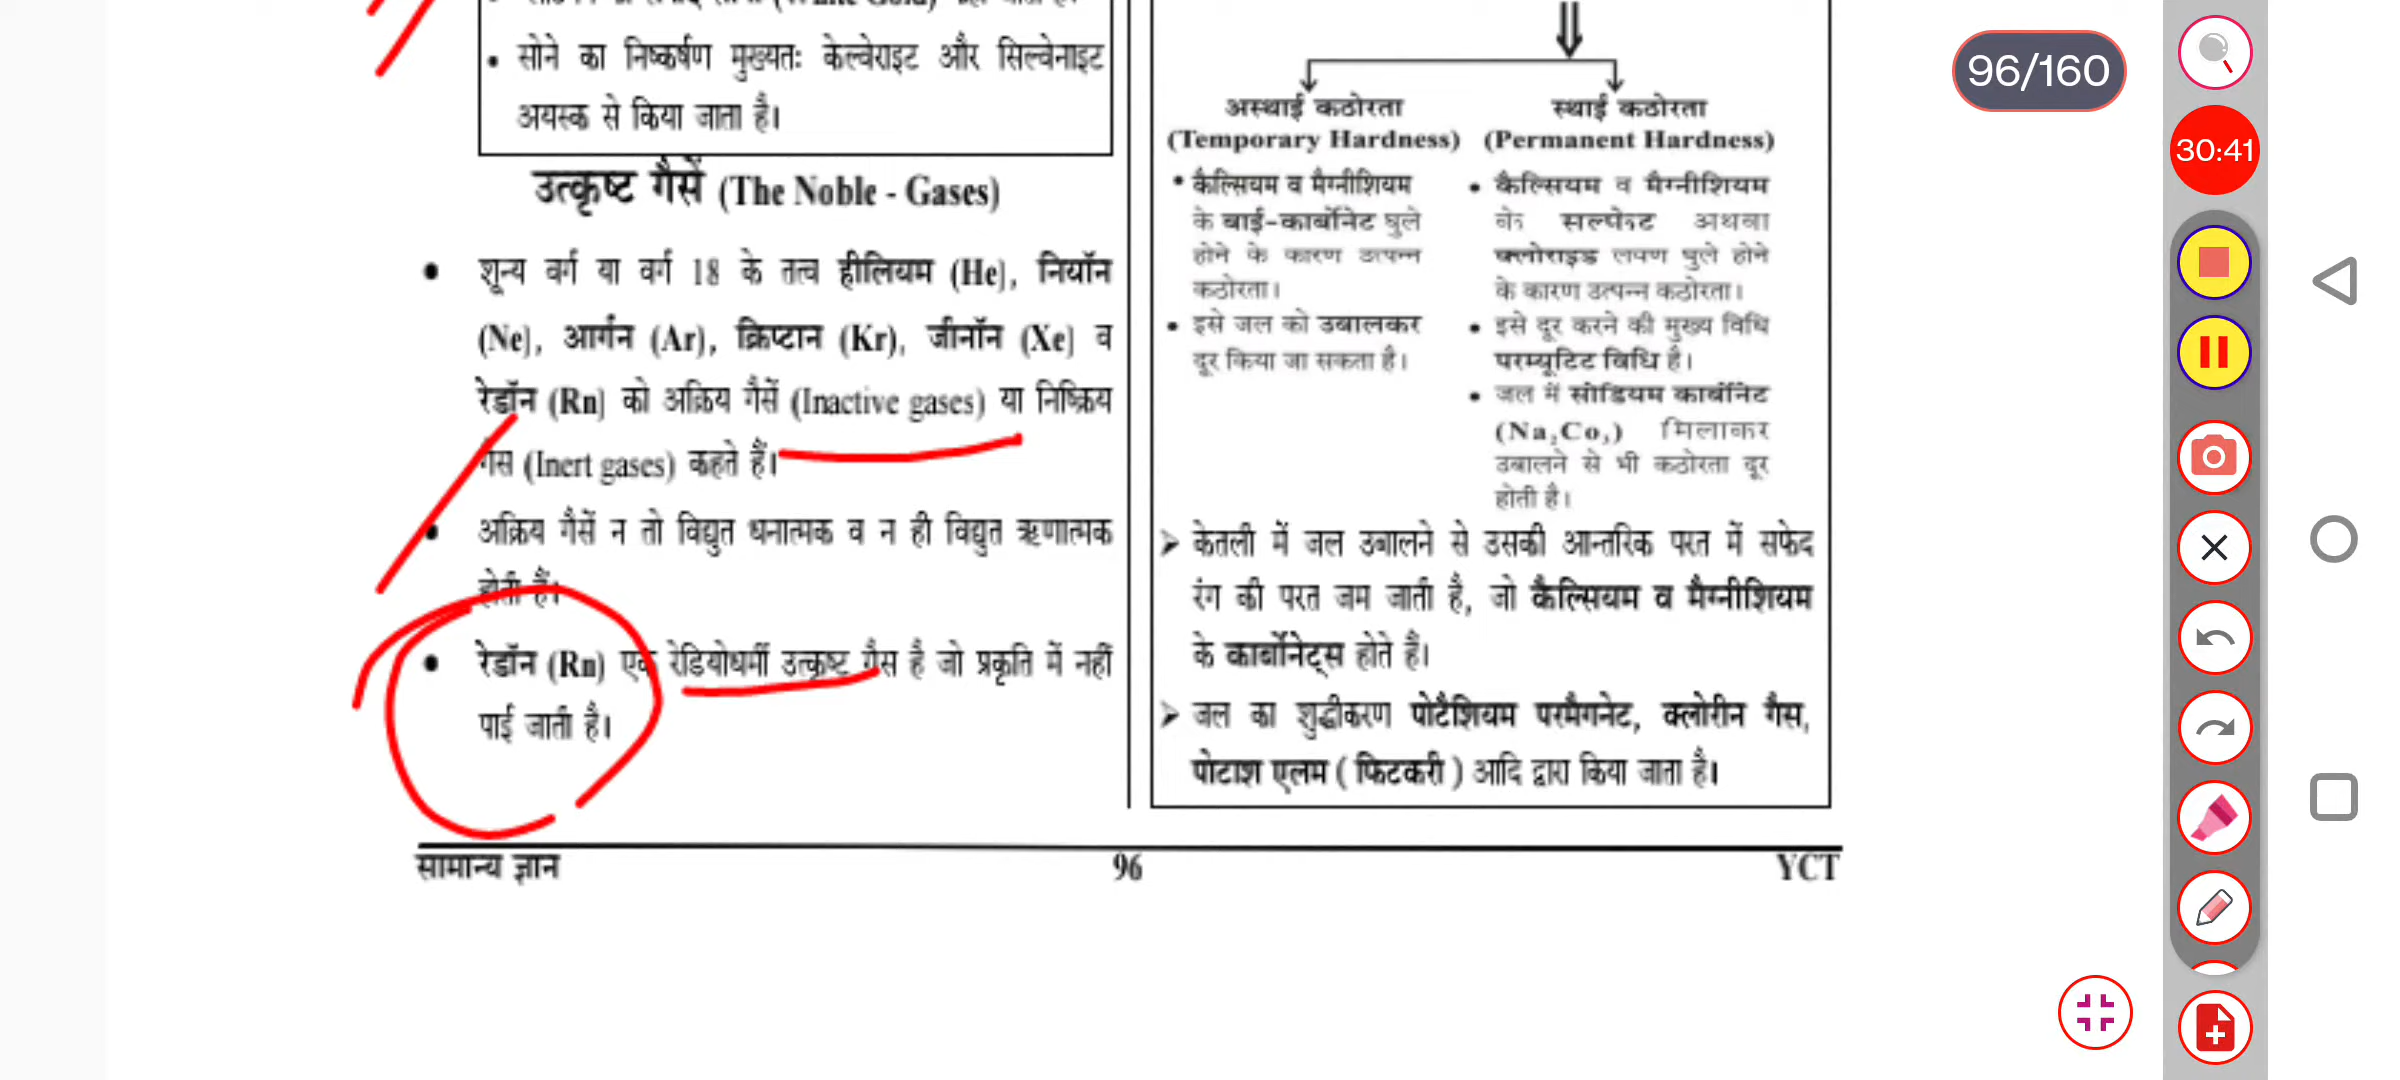 (White Gold)
• सोने का निष्कर्षण मुख्यतः केल्वेराइट और सिल्वेनाइट
अयस्क से किया जाता है।
उत्कृष्ट गैसें (The Noble - Gases)
• शून्य वर्ग या वर्ग 18 के तत्व हीलियम (He), नियॉन
(Ne), आर्गन (Ar), क्रिप्टान (Kr), जीनॉन (Xe) व
रेडॉन (Rn) को अक्रिय गैसें (Inactive gases) या निष्क्रिय
गैस (Inert gases) कहते हैं।
• अक्रिय गैसें न तो विद्युत धनात्मक व न ही विद्युत ऋणात्मक
होती हैं।
• रेडॉन (Rn) एक रेडियोधर्मी उत्कृष्ट गैस है जो प्रकृति में नहीं
पाई जाती है।
अस्थाई कठोरता
(Temporary Hardness)
• कैल्सियम व मैग्नीशियम
के बाई-कार्बोनेट घुले
होने के कारण उत्पन्न
कठोरता।
• इसे जल को उबालकर
दूर किया जा सकता है।
स्थाई कठोरता
(Permanent Hardness)
• कैल्सियम व मैग्नीशियम
के सल्फेट अथवा
क्लोराइड लवण घुले होने
के कारण उत्पन्न कठोरता।
• इसे दूर करने की मुख्य विधि
परम्यूटिट विधि है।
• जल में सोडियम कार्बोनेट
(Na₂Co₃) मिलाकर
उबालने से भी कठोरता दूर
होती है।
➢ केतली में जल उबालने से उसकी आन्तरिक परत में सफेद
रंग की परत जम जाती है, जो कैल्सियम व मैग्नीशियम
के कार्बोनेट्स होते हैं।
➢ जल का शुद्धीकरण पोटैशियम परमैगनेट, क्लोरीन गैस,
पोटाश एलम ( फिटकरी ) आदि द्वारा किया जाता है।
सामान्य ज्ञान
96
YCT
96/160
30:41